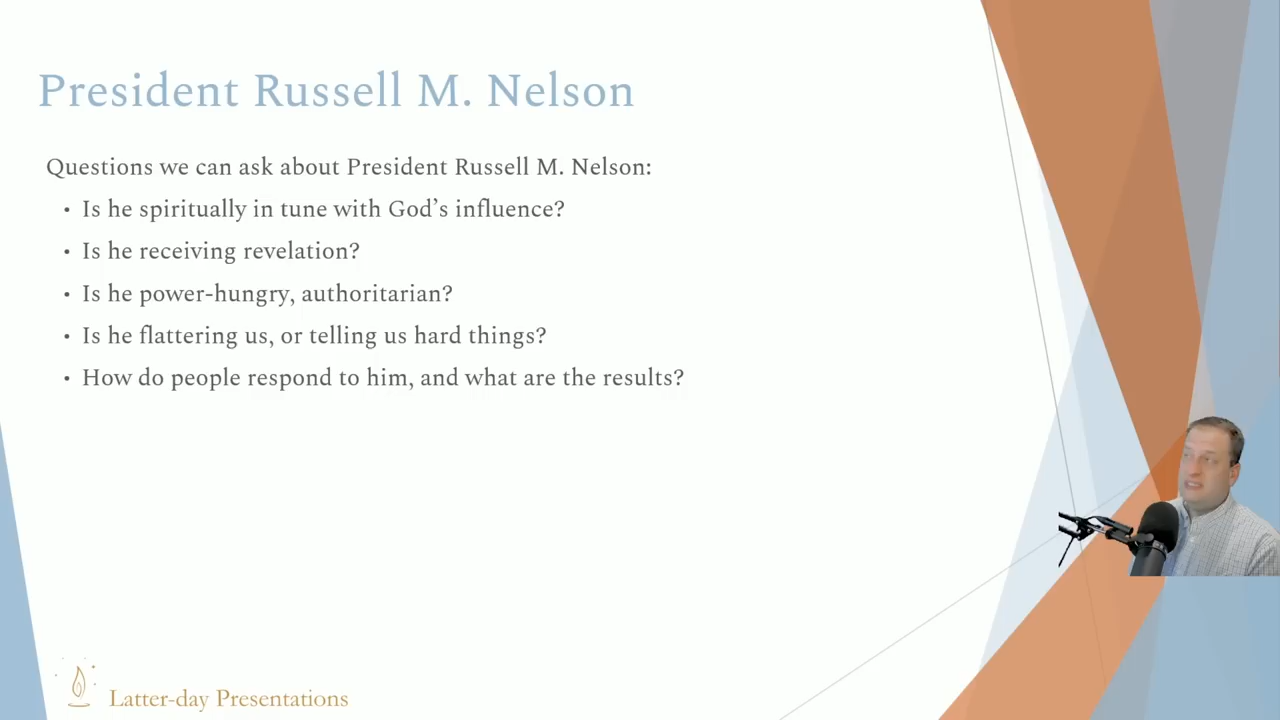 President Russell M. Nelson
Questions we can ask about President Russell M. Nelson:
• Is he spiritually in tune with God's influence?
• Is he receiving revelation?
• Is he power-hungry, authoritarian?
• Is he flattering us, or telling us hard things?
• How do people respond to him, and what are the results?
Latter-day Presentations